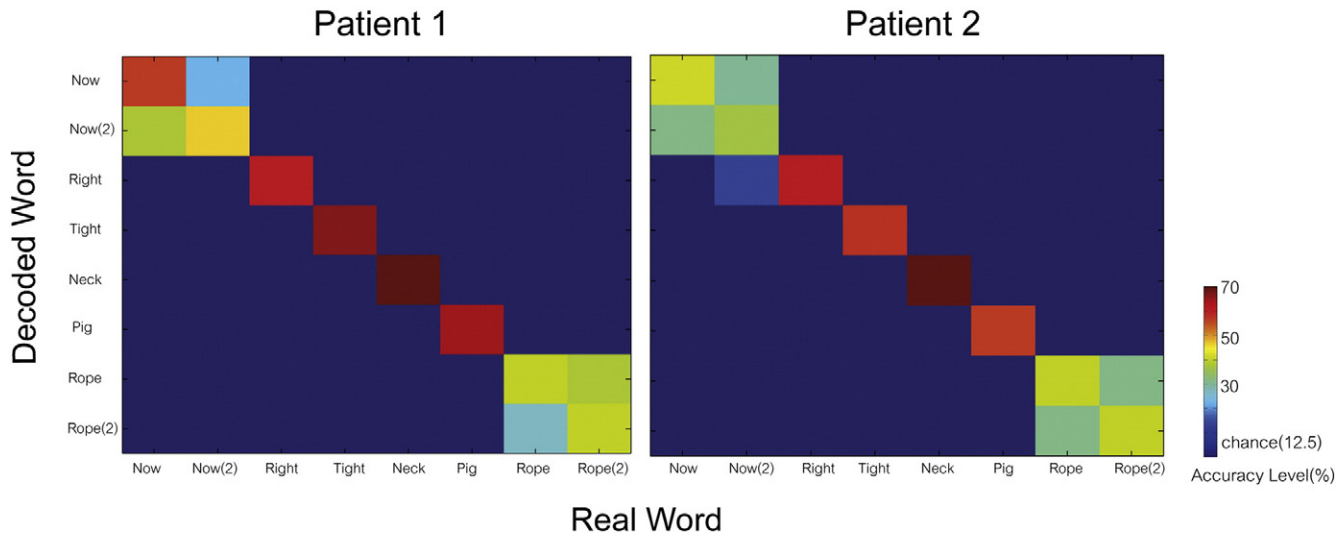 Patient 1
Patient 2
Decoded Word
Now
Now(2)
Right
Tight
Neck
Pig
Rope
Rope(2)
Now Now(2) Right Tight Neck Pig Rope Rope(2)
Now Now(2) Right Tight Neck Pig Rope Rope(2)
Real Word
70
50
30
chance(12.5)
Accuracy Level(%)